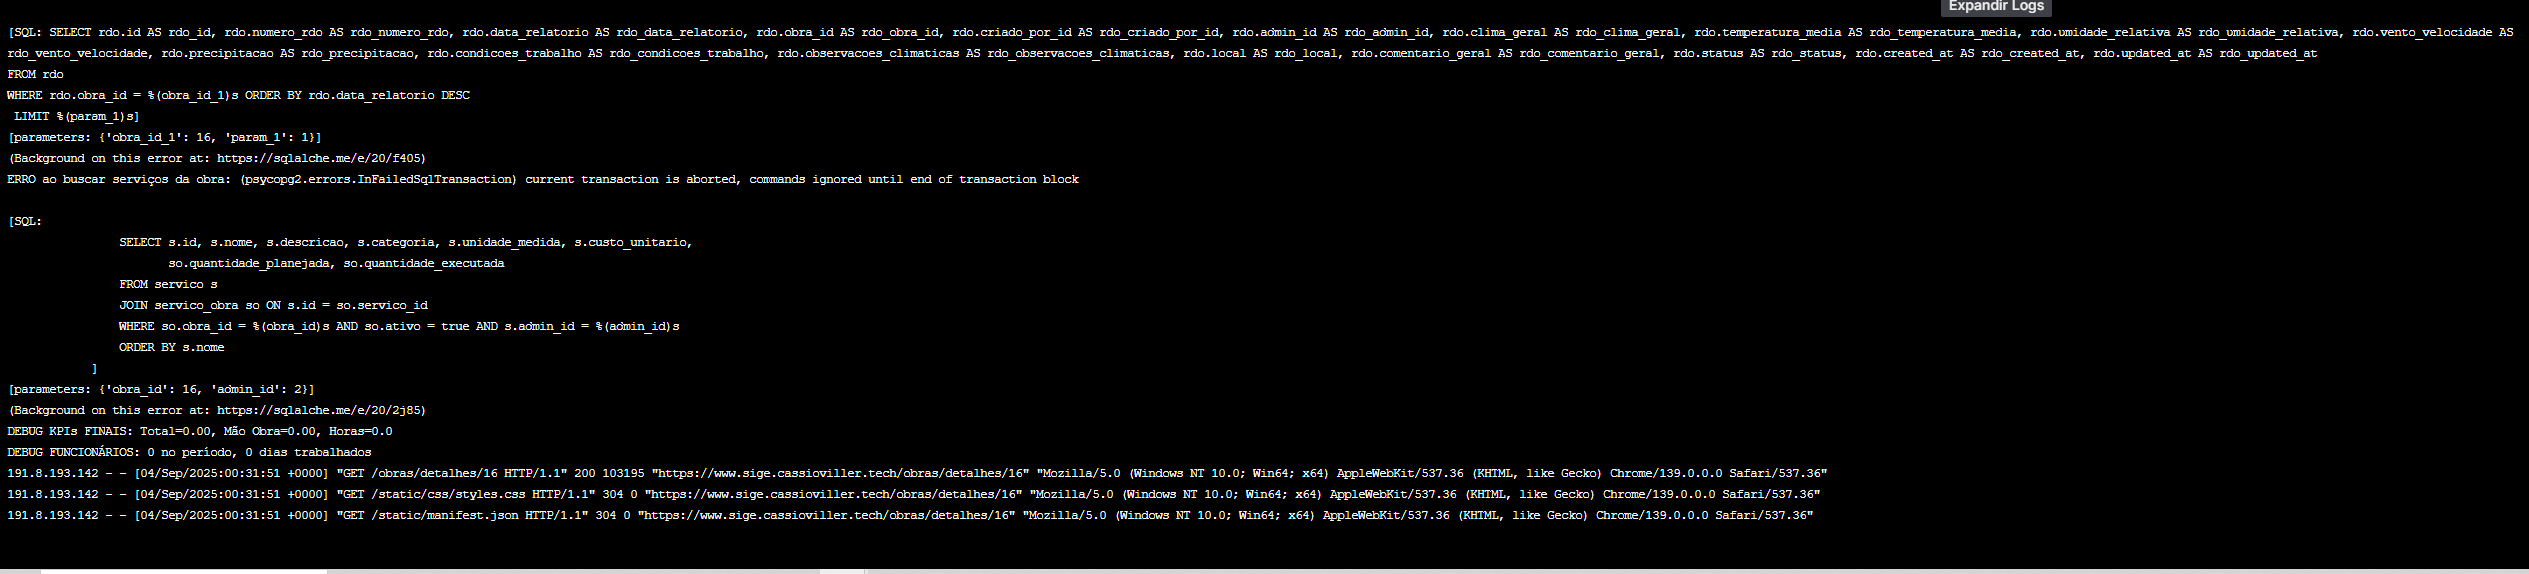 Expandir Logs
[SQL: SELECT rdo.id AS rdo_id, rdo.numero_rdo AS rdo_numero_rdo, rdo.data_relatorio AS rdo_data_relatorio, rdo.obra_id AS rdo_obra_id, rdo.criado_por_id AS rdo_criado_por_id, rdo.admin_id AS rdo_admin_id, rdo.clima_geral AS rdo_clima_geral, rdo.temperatura_media AS rdo_temperatura_media, rdo.umidade_relativa AS rdo_umidade_relativa, rdo.vento_velocidade AS
rdo_vento_velocidade, rdo.precipitacao AS rdo_precipitacao, rdo.condicoes_trabalho AS rdo_condicoes_trabalho, rdo.observacoes_climaticas AS rdo_observacoes_climaticas, rdo.local AS rdo_local, rdo.comentario_geral AS rdo_comentario_geral, rdo.status AS rdo_status, rdo.created_at AS rdo_created_at, rdo.updated_at AS rdo_updated_at
FROM rdo
WHERE rdo.obra_id = %(obra_id_1)s ORDER BY rdo.data_relatorio DESC
LIMIT %(param_1)s]
[parameters: {'obra_id_1': 16, 'param_1': 1}]
(Background on this error at: https://sqlalche.me/e/20/f405)
ERRO ao buscar serviços da obra: (psycopg2.errors.InFailedSqlTransaction) current transaction is aborted, commands ignored until end of transaction block
[SQL:
SELECT s.id, s.nome, s.descricao, s.categoria, s.unidade_medida, s.custo_unitario,
so.quantidade_planejada, so.quantidade_executada
FROM servico s
JOIN servico_obra so ON s.id = so.servico_id
WHERE so.obra_id = %(obra_id)s AND so.ativo = true AND s.admin_id = %(admin_id)s
ORDER BY s.nome
]
[parameters: {'obra_id': 16, 'admin_id': 2}]
(Background on this error at: https://sqlalche.me/e/20/2j85)
DEBUG KPIs FINAIS: Total=0.00, Mão Obra=0.00, Horas=0.0
DEBUG FUNCIONÁRIOS: 0 no período, 0 dias trabalhados
191.8.193.142 - - [04/Sep/2025:00:31:51 +0000] "GET /obras/detalhes/16 HTTP/1.1" 200 103195 "https://www.sige.cassioviller.tech/obras/detalhes/16" "Mozilla/5.0 (Windows NT 10.0; Win64; x64) AppleWebKit/537.36 (KHTML, like Gecko) Chrome/139.0.0.0 Safari/537.36"
191.8.193.142 - - [04/Sep/2025:00:31:51 +0000] "GET /static/css/styles.css HTTP/1.1" 304 0 "https://www.sige.cassioviller.tech/obras/detalhes/16" "Mozilla/5.0 (Windows NT 10.0; Win64; x64) AppleWebKit/537.36 (KHTML, like Gecko) Chrome/139.0.0.0 Safari/537.36"
191.8.193.142 - - [04/Sep/2025:00:31:51 +0000] "GET /static/manifest.json HTTP/1.1" 304 0 "https://www.sige.cassioviller.tech/obras/detalhes/16" "Mozilla/5.0 (Windows NT 10.0; Win64; x64) AppleWebKit/537.36 (KHTML, like Gecko) Chrome/139.0.0.0 Safari/537.36"